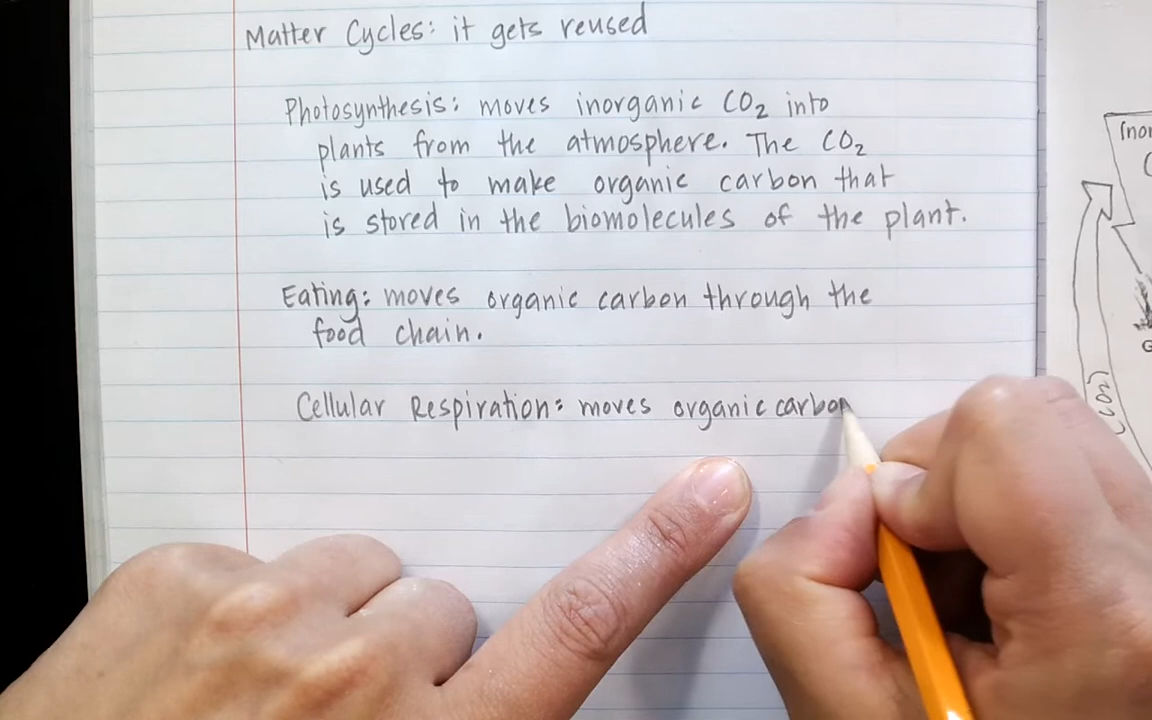 Matter Cycles: it gets reused
Photosynthesis: moves inorganic CO₂ into
plants from the atmosphere. The CO₂
is used to make organic carbon that
is stored in the biomolecules of the plant.
Eating: moves organic carbon through the
food chain.
Cellular Respiration: moves organic carbon
(CO₂)